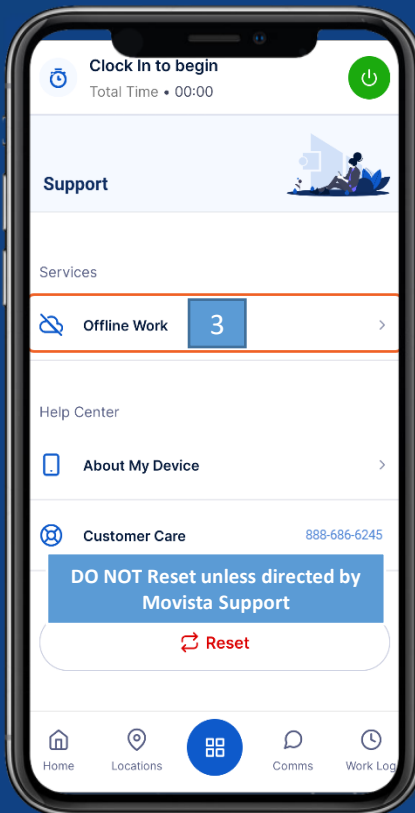 Clock In to begin
Total Time • 00:00
Support
Services
Offline Work 3
Help Center
About My Device
Customer Care 888-686-6245
DO NOT Reset unless directed by
Movista Support
Reset
Home Locations Comms Work Log